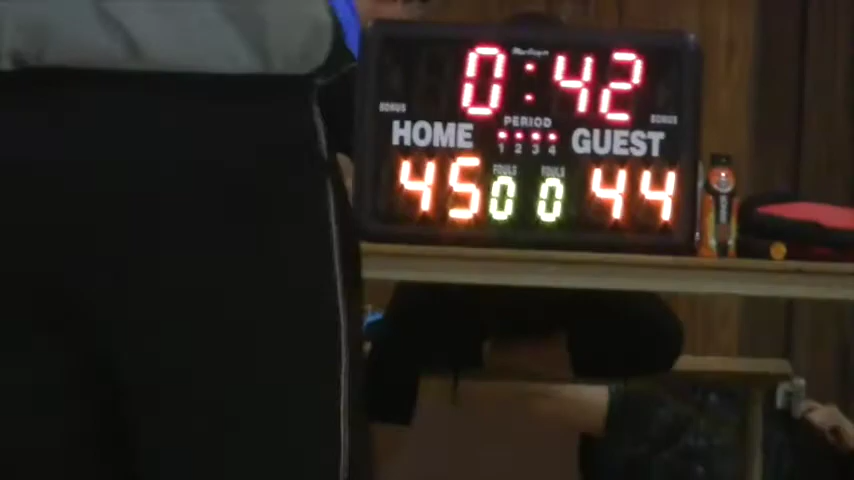 0:42
BONUS PERIOD BONUS
HOME 1 2 3 4 GUEST
FOULS FOULS
45 0 0 44